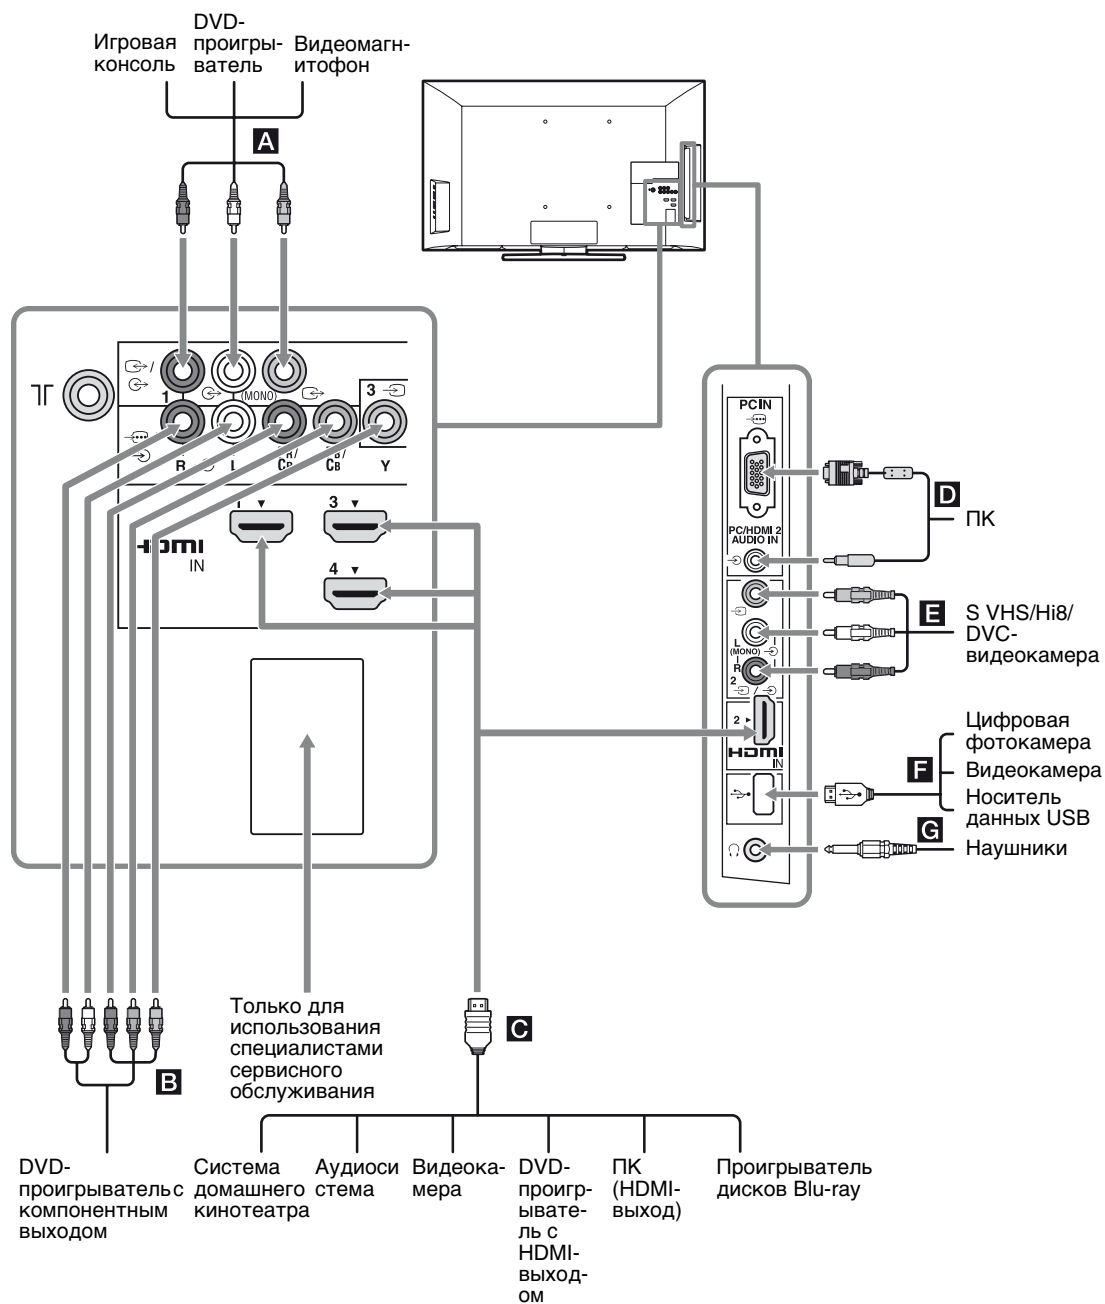 Игровая
консоль
DVD-
проигры-
ватель
Видеомагн-
итофон
A
1
(MONO)
3
R
L
PR/
CR
PB/
CB
Y
1
3
4
HDMI
IN
PC IN
PC/HDMI 2
AUDIO IN
L
(MONO)
R
2
2
HDMI
IN
D
ПК
E
S VHS/Hi8/
DVC-
видеокамера
F
Цифровая
фотокамера
Видеокамера
Носитель
данных USB
G
Наушники
Только для
использования
специалистами
сервисного
обслуживания
B
C
DVD-
проигрыватель с
компонентным
выходом
Система
домашнего
кинотеатра
Аудиоси
стема
Видеока-
мера
DVD-
проигр-
ывате-
ль с
HDMI-
выход-
ом
ПК
(HDMI-
выход)
Проигрыватель
дисков Blu-ray